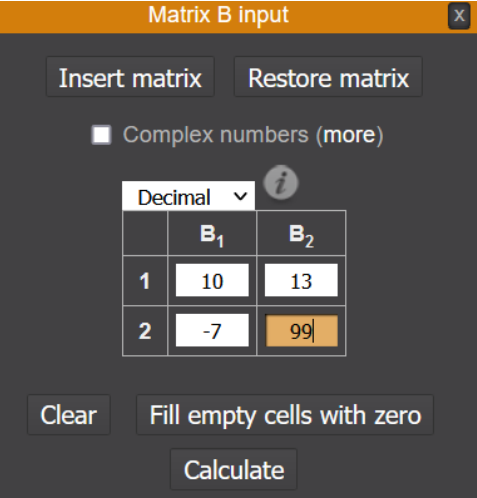 Matrix B input x
Insert matrix Restore matrix
Complex numbers (more)
Decimal i
B₁ B₂
1 10 13
2 -7 99
Clear Fill empty cells with zero
Calculate